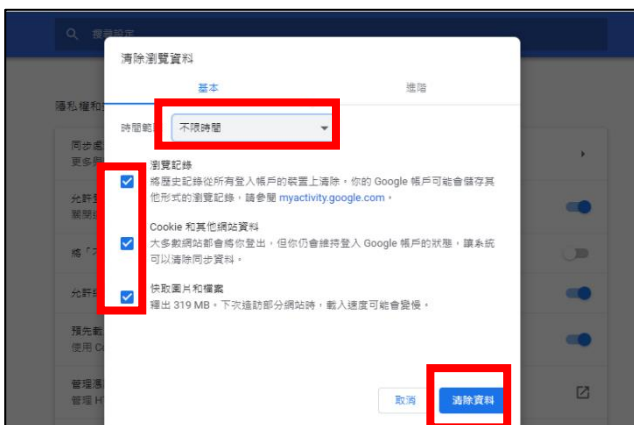 搜尋設定
清除瀏覽資料
基本
進階
隱私權和
時間範圍
不限時間
同步處
更多與
瀏覽記錄
將歷史記錄從所有登入帳戶的裝置上清除。你的 Google 帳戶可能會儲存其
他形式的瀏覽記錄，請參閱 myactivity.google.com。
允許
Cookie 和其他網站資料
大多數網站都會將你登出，但你仍會維持登入 Google 帳戶的狀態，讓系統
可以清除同步資料。
將「
允許
快取圖片和檔案
釋出 319 MB。下次造訪部分網站時，載入速度可能會變慢。
預先載
使用 C
管理憑
管理 H
取消
清除資料